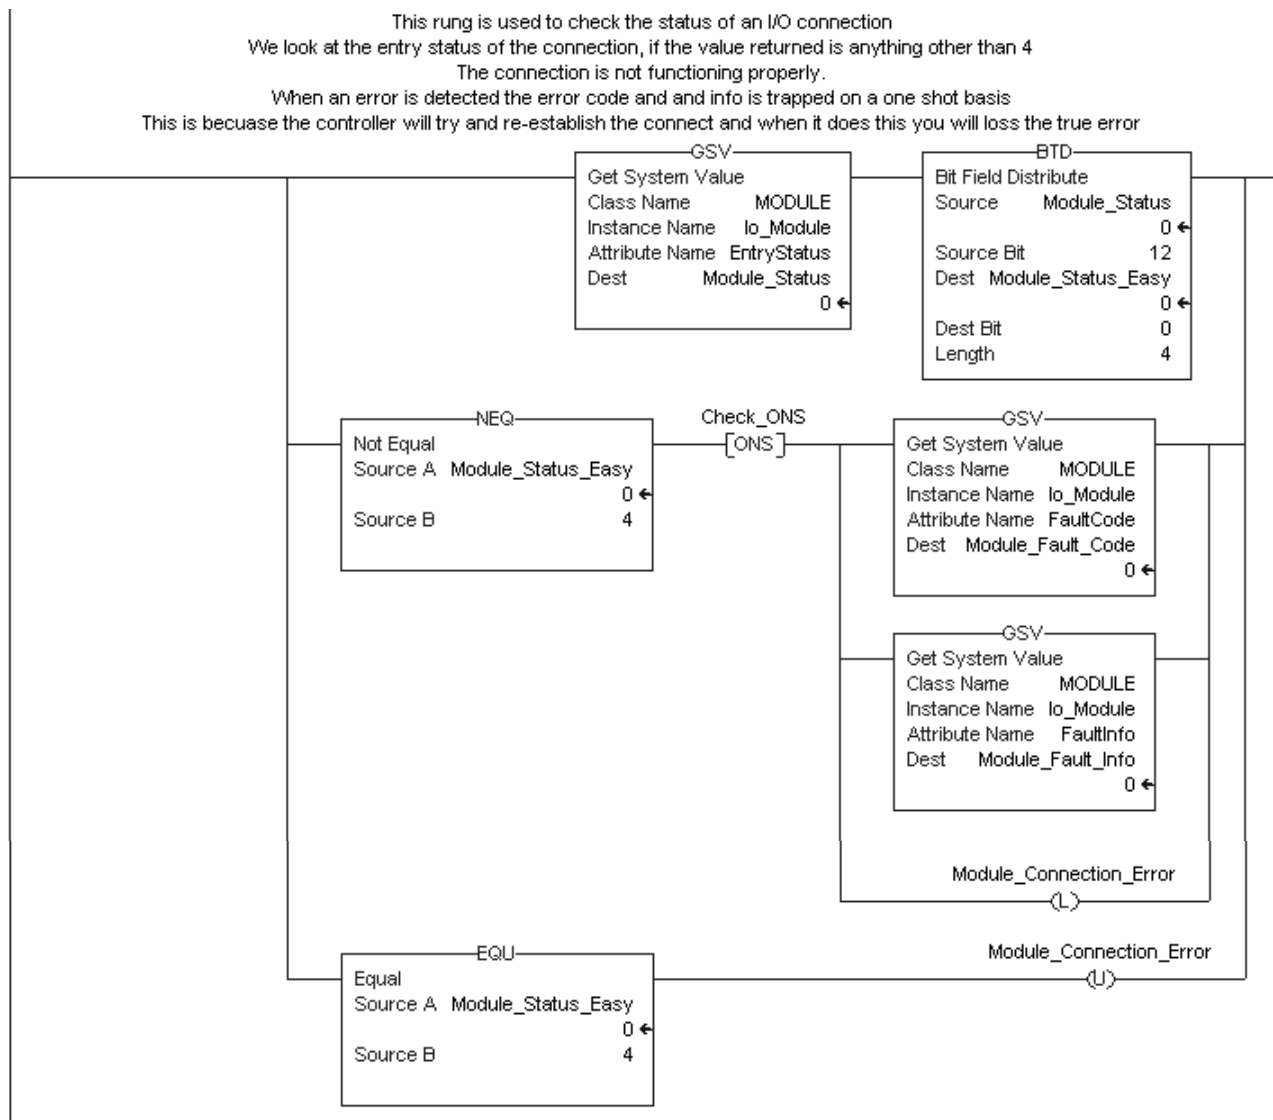 This rung is used to check the status of an I/O connection
We look at the entry status of the connection, if the value returned is anything other than 4
The connection is not functioning properly.
When an error is detected the error code and and info is trapped on a one shot basis
This is becuase the controller will try and re-establish the connect and when it does this you will loss the true error
GSV
Get System Value
Class Name MODULE
Instance Name Io_Module
Attribute Name EntryStatus
Dest Module_Status
0
BTD
Bit Field Distribute
Source Module_Status
0
Source Bit 12
Dest Module_Status_Easy
0
Dest Bit 0
Length 4
NEQ
Not Equal
Source A Module_Status_Easy
0
Source B 4
Check_ONS
ONS
GSV
Get System Value
Class Name MODULE
Instance Name Io_Module
Attribute Name FaultCode
Dest Module_Fault_Code
0
GSV
Get System Value
Class Name MODULE
Instance Name Io_Module
Attribute Name FaultInfo
Dest Module_Fault_Info
0
Module_Connection_Error
L
EQU
Equal
Source A Module_Status_Easy
0
Source B 4
Module_Connection_Error
U